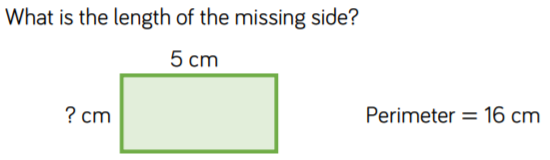 What is the length of the missing side?
5 cm
? cm
Perimeter = 16 cm